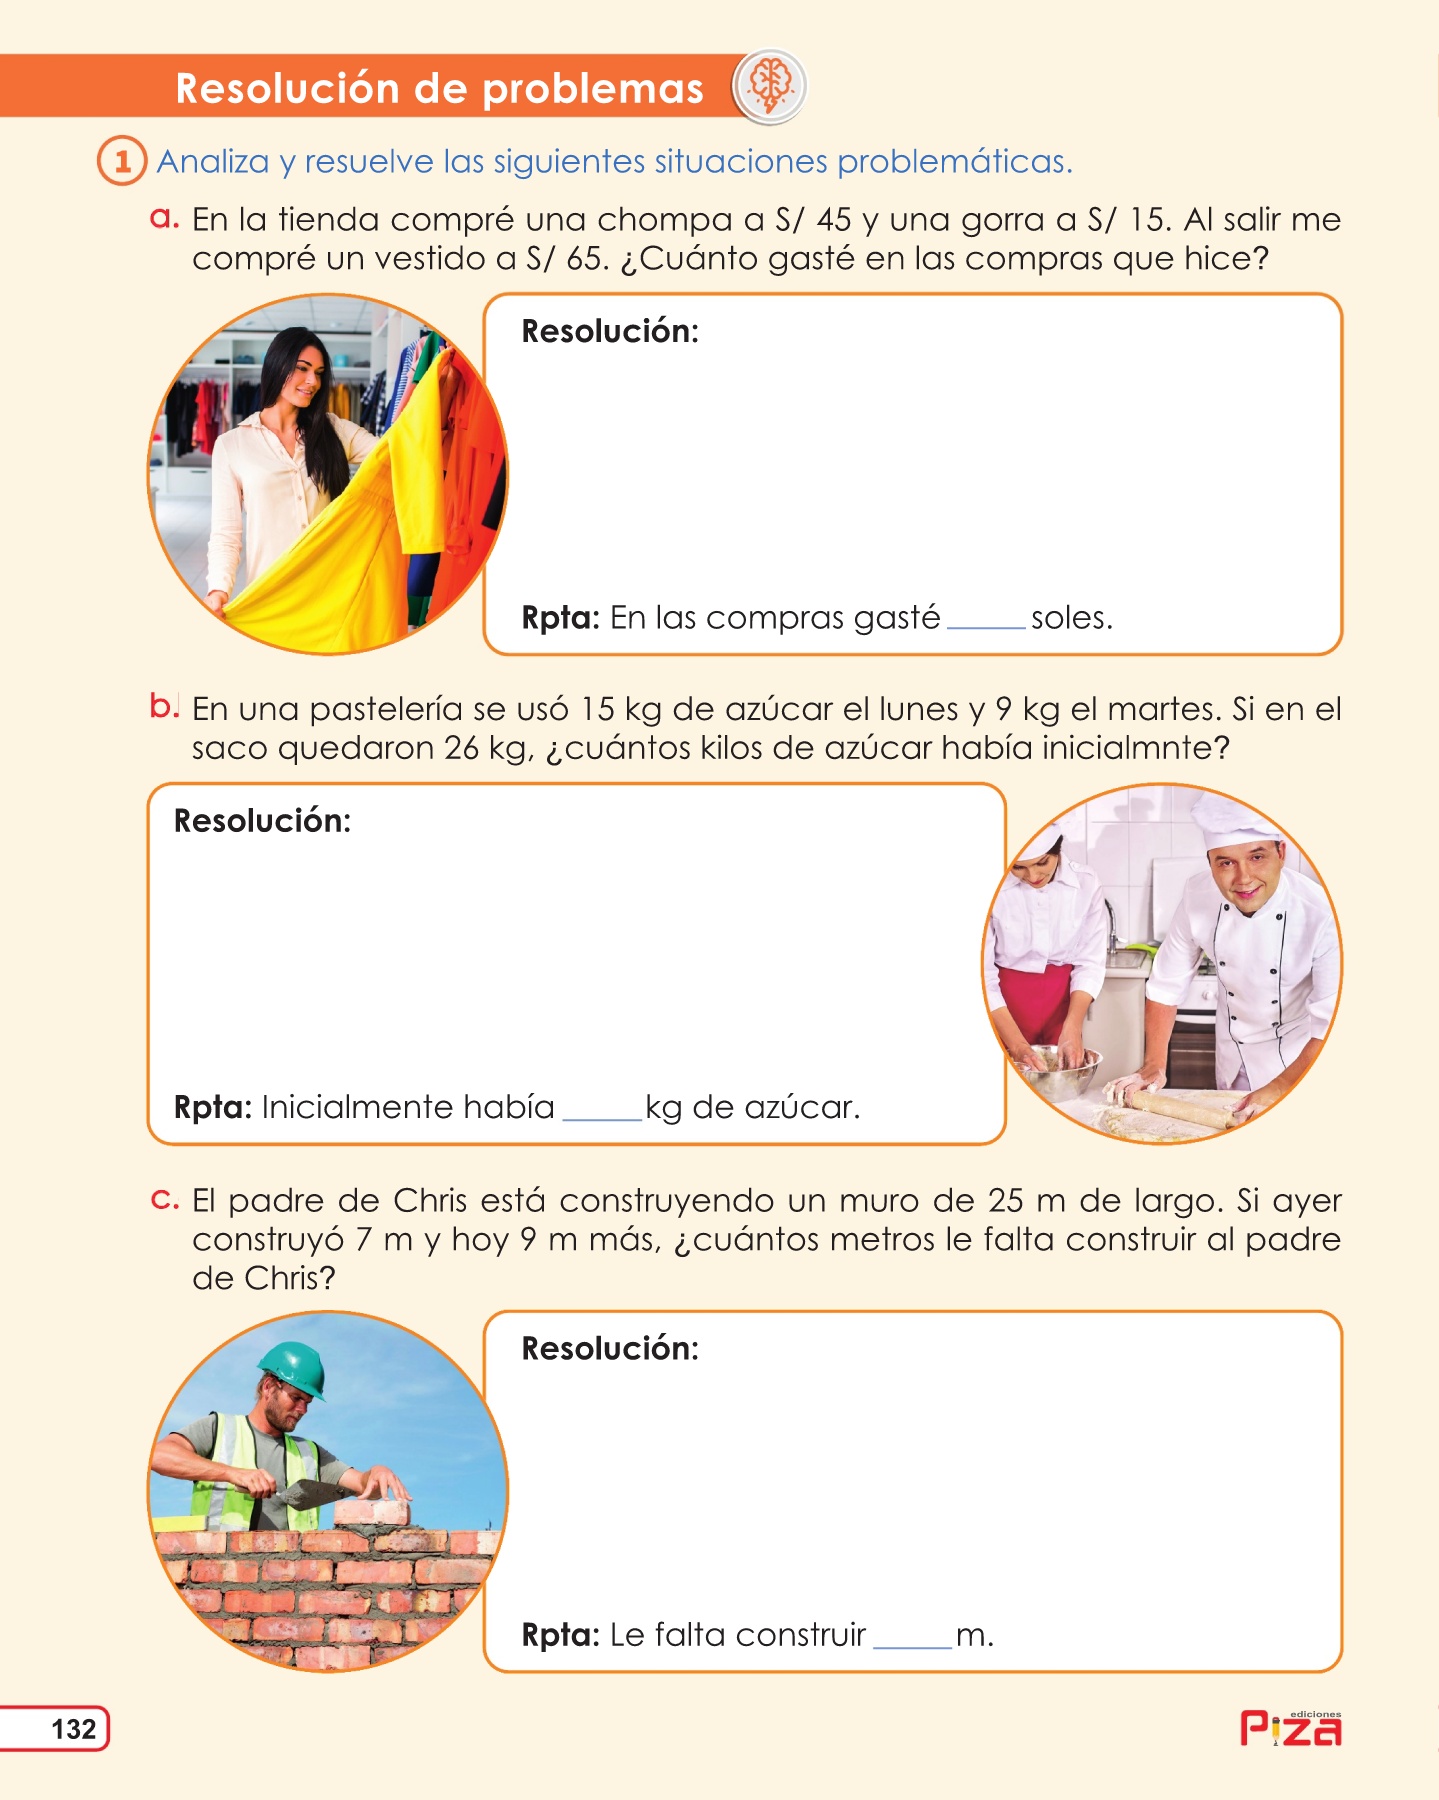 Resolución de problemas
1 Analiza y resuelve las siguientes situaciones problemáticas.
a. En la tienda compré una chompa a S/ 45 y una gorra a S/ 15. Al salir me
compré un vestido a S/ 65. ¿Cuánto gasté en las compras que hice?
Resolución:
Rpta: En las compras gasté _____ soles.
b. En una pastelería se usó 15 kg de azúcar el lunes y 9 kg el martes. Si en el
saco quedaron 26 kg, ¿cuántos kilos de azúcar había inicialmnte?
Resolución:
Rpta: Inicialmente había _____ kg de azúcar.
c. El padre de Chris está construyendo un muro de 25 m de largo. Si ayer
construyó 7 m y hoy 9 m más, ¿cuántos metros le falta construir al padre
de Chris?
Resolución:
Rpta: Le falta construir _____ m.
132
ediciones
Piza